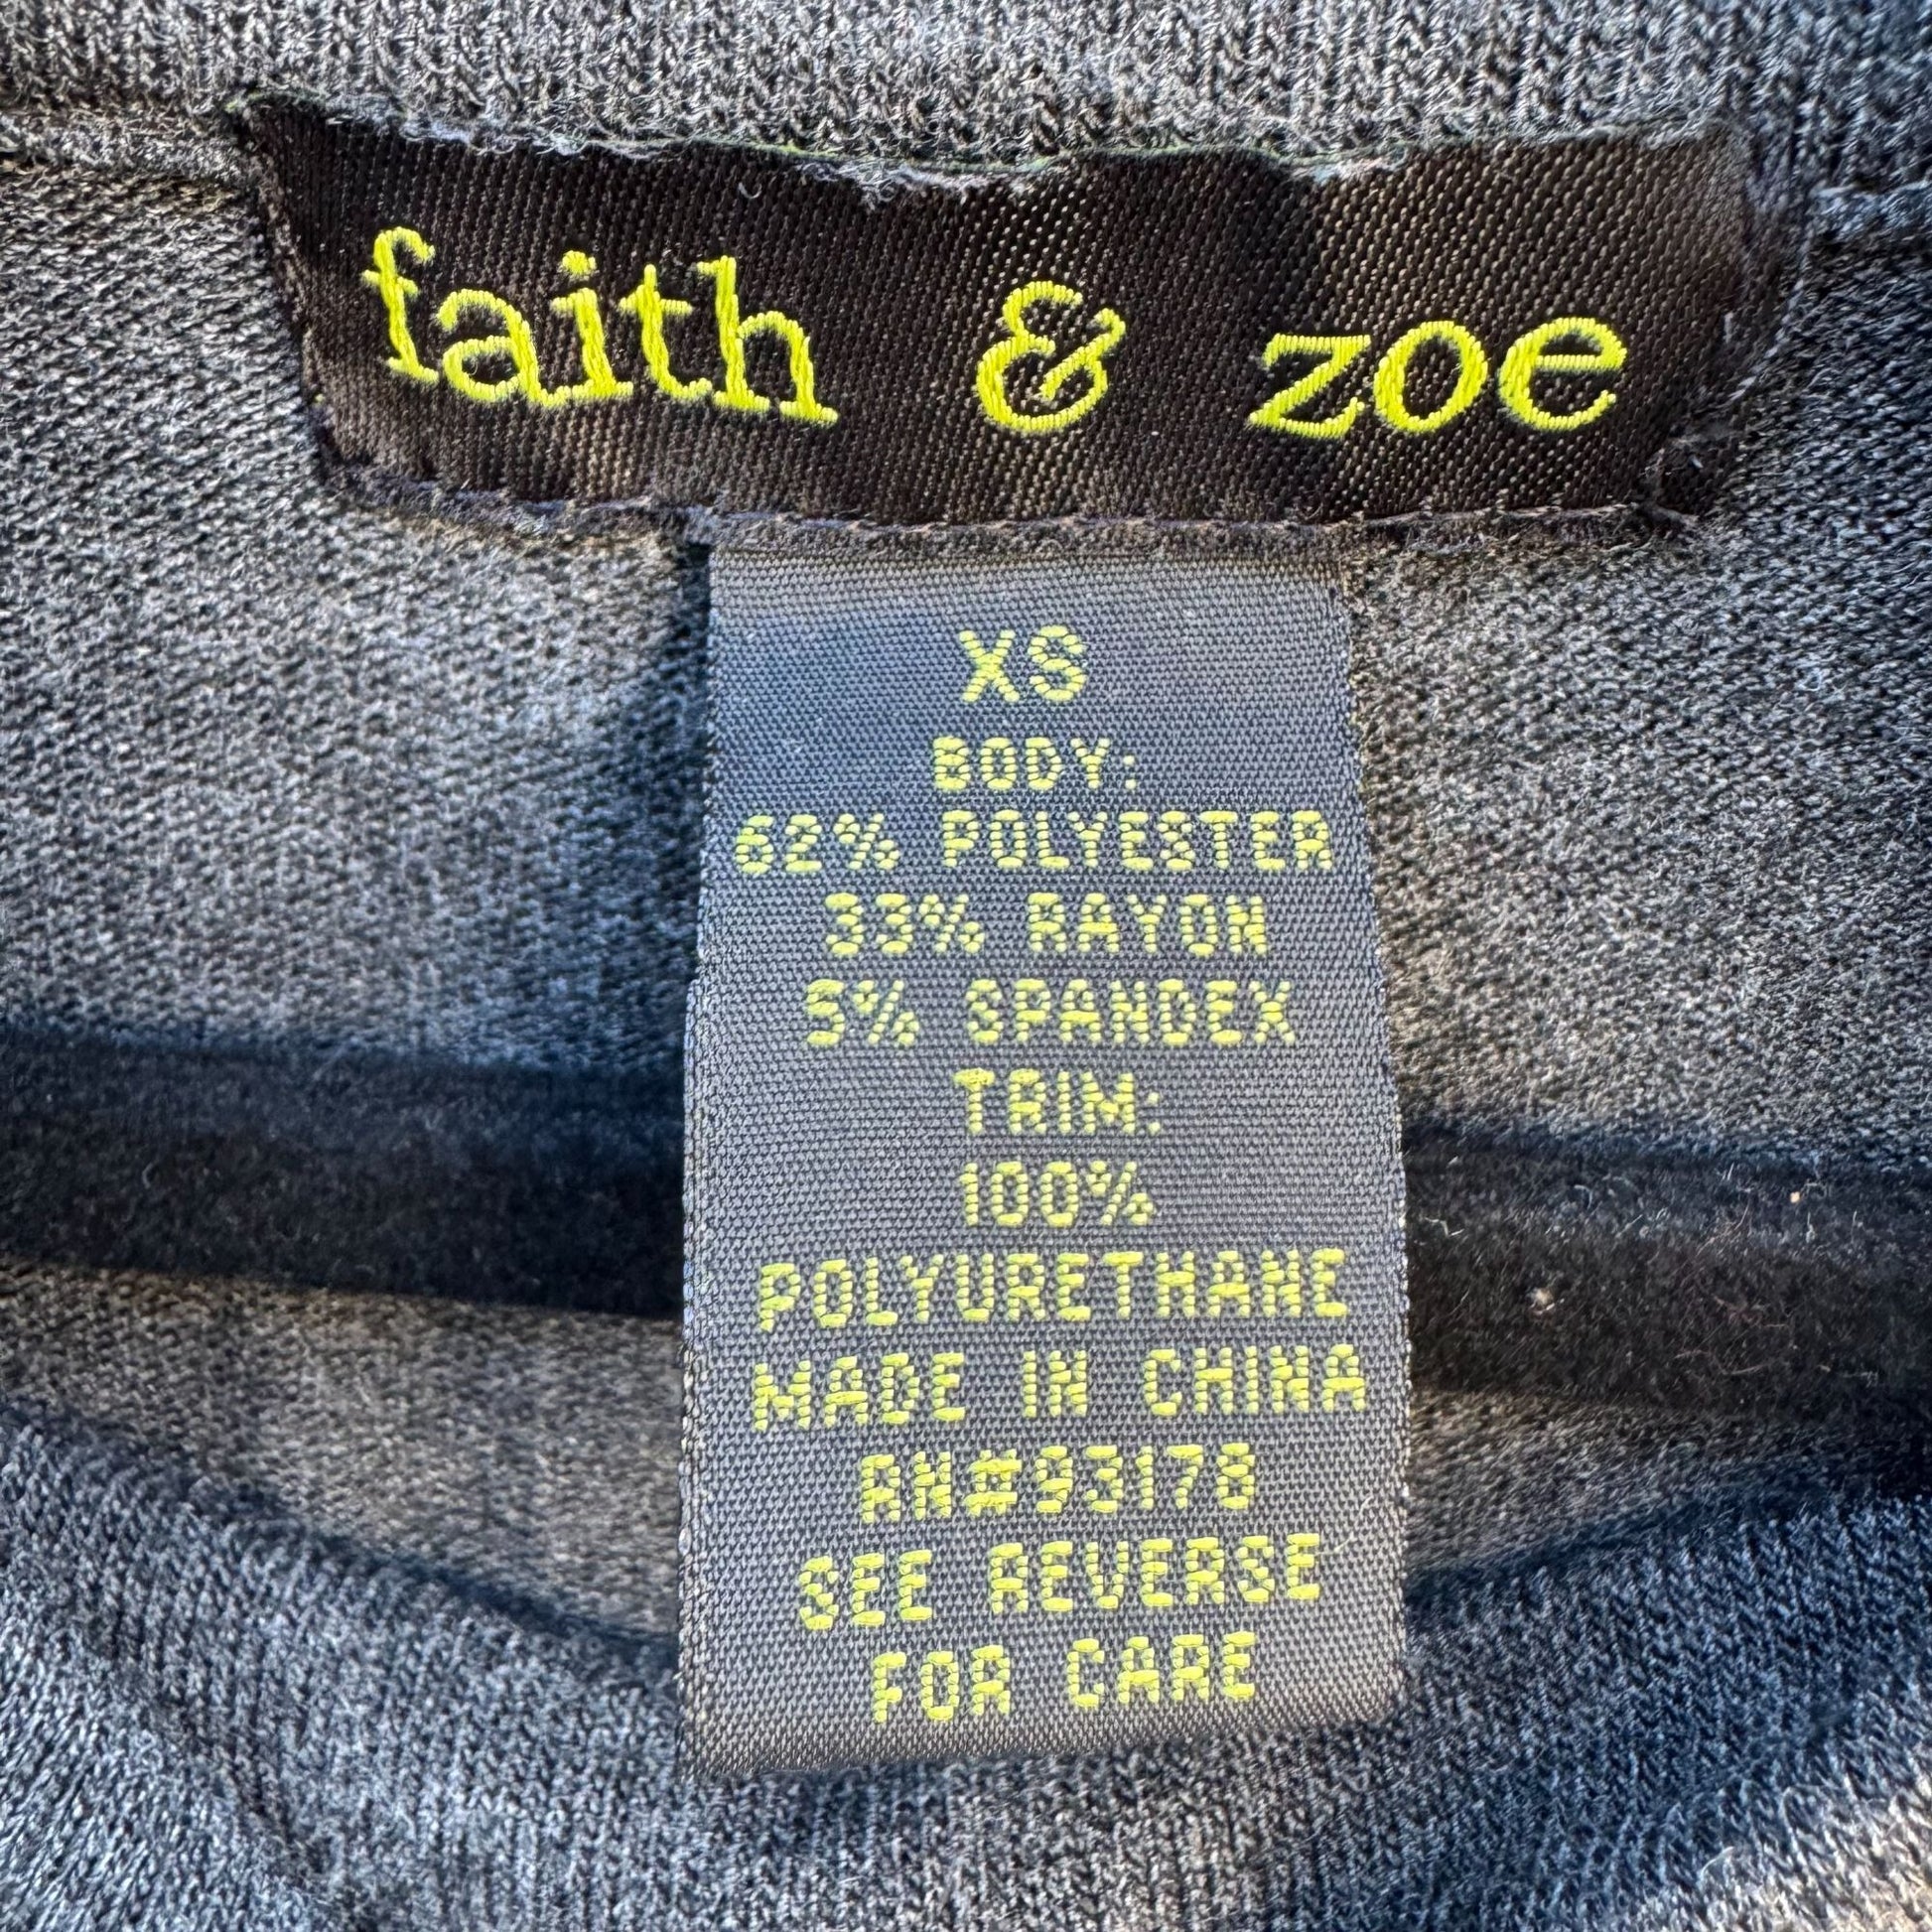 faith & zoe
XS
BODY:
62% POLYESTER
33% RAYON
5% SPANDEX
TRIM:
100%
POLYURETHANE
MADE IN CHINA
RN#93178
SEE REVERSE
FOR CARE